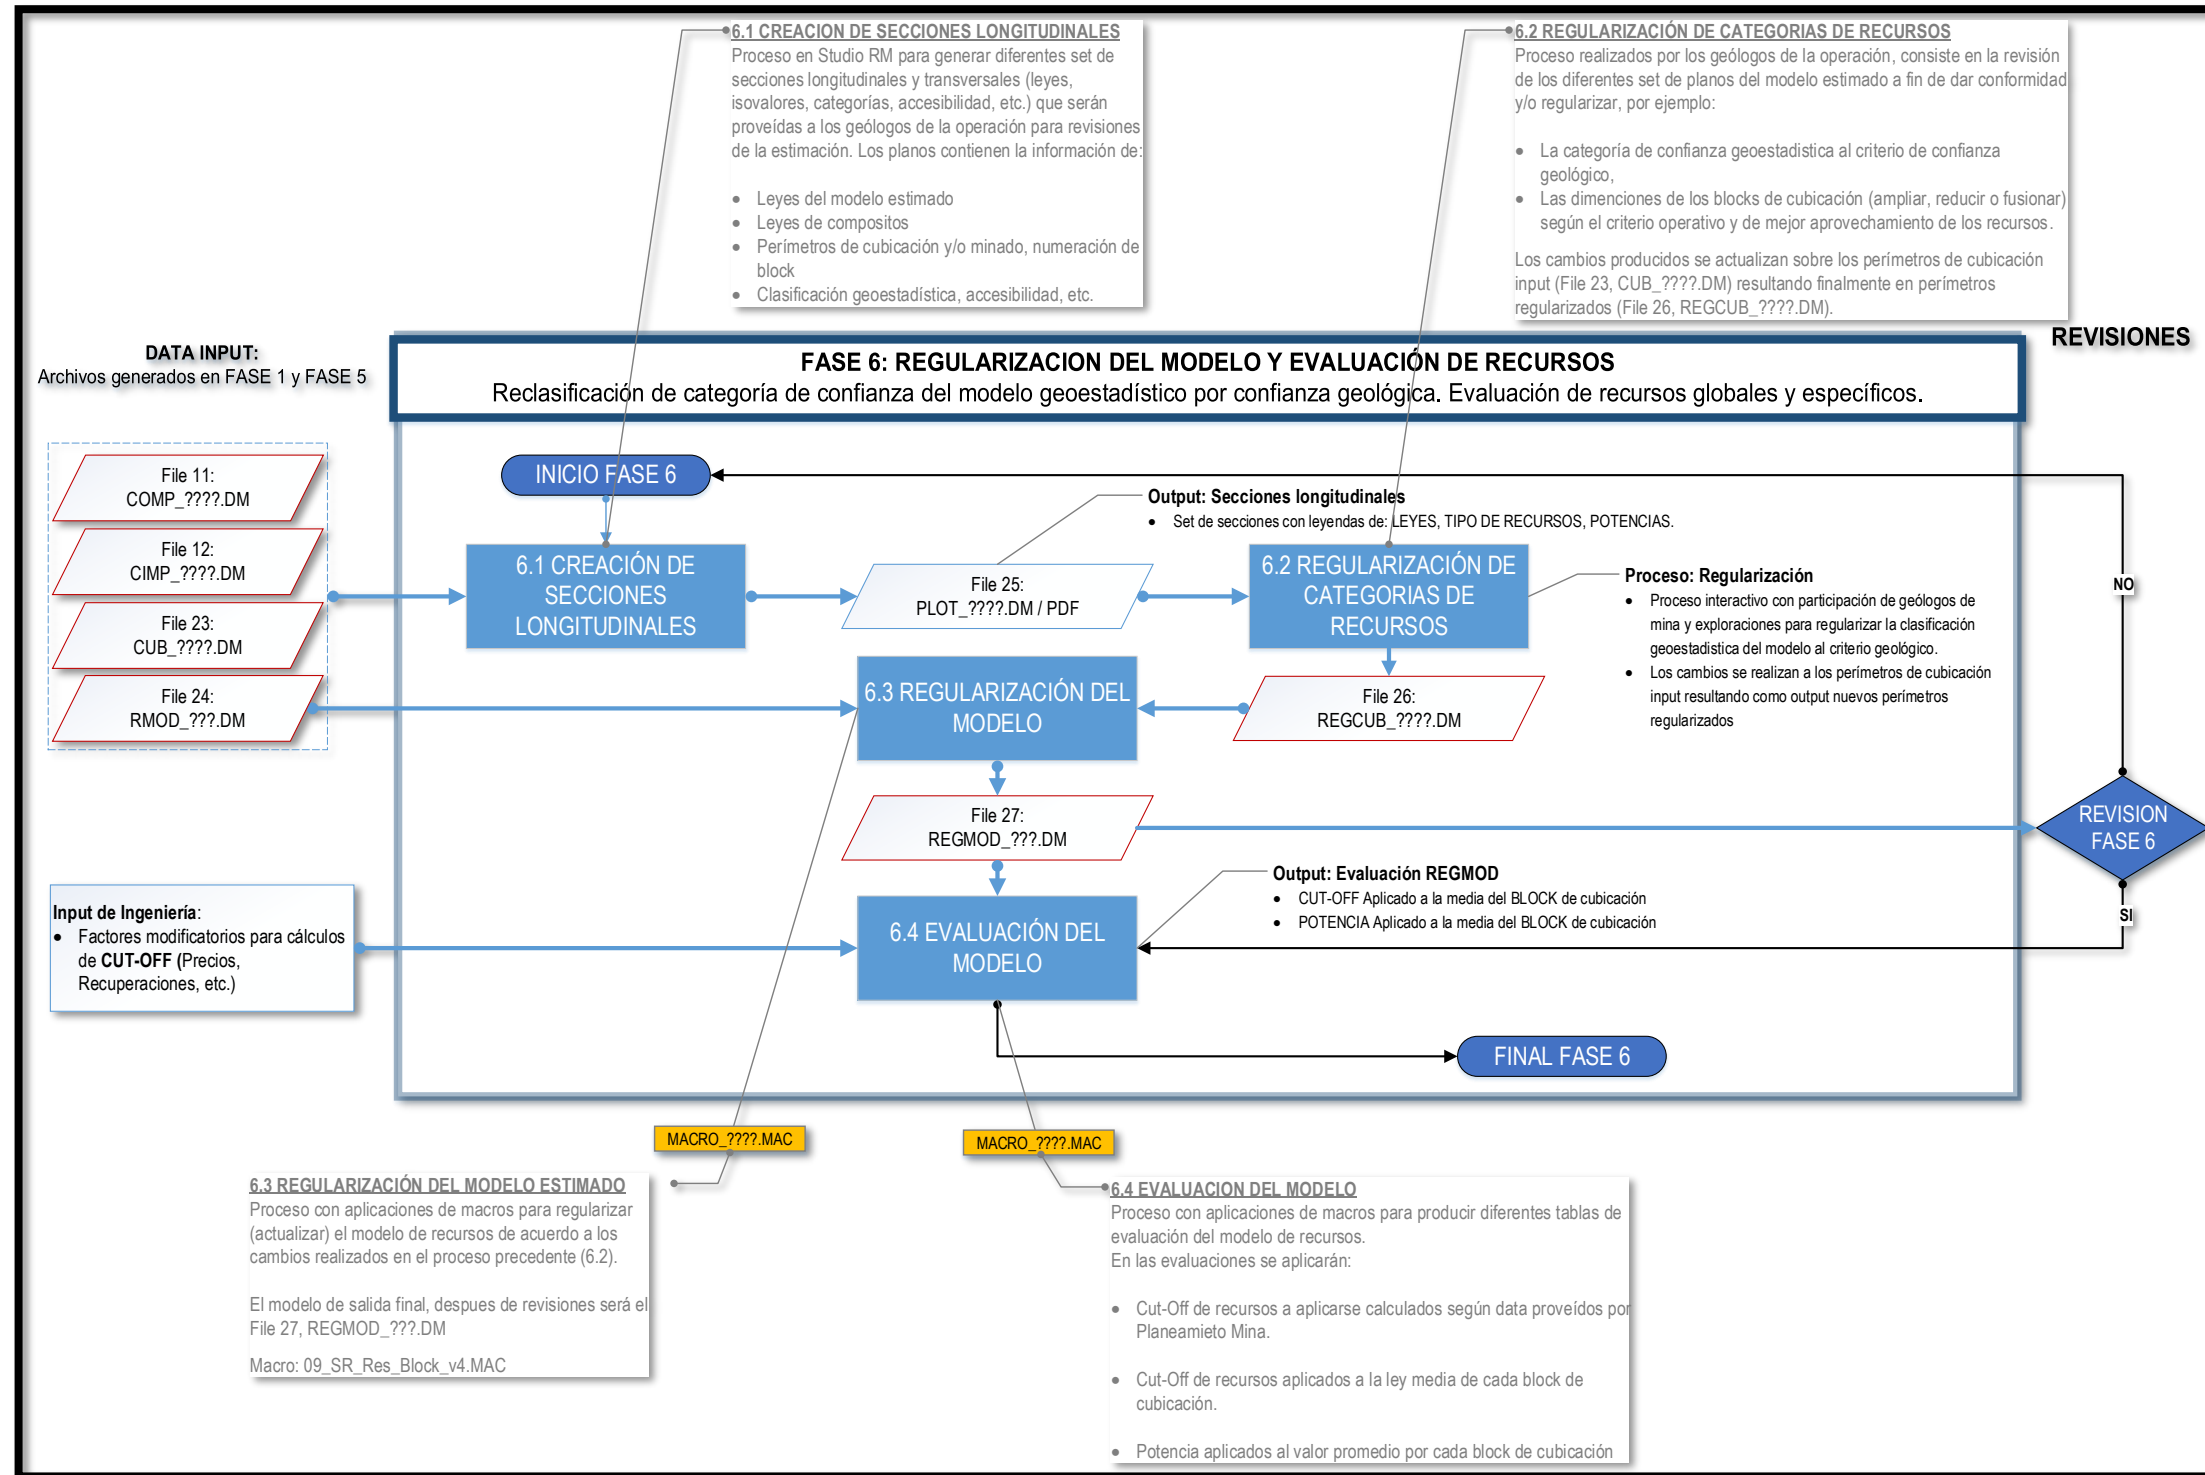 6.1 CREACION DE SECCIONES LONGITUDINALES
Proceso en Studio RM para generar diferentes set de
secciones longitudinales y transversales (leyes,
isovalores, categorías, accesibilidad, etc.) que serán
proveídas a los geólogos de la operación para revisiones
de la estimación. Los planos contienen la información de:
• Leyes del modelo estimado
• Leyes de compositos
• Perímetros de cubicación y/o minado, numeración de
block
• Clasificación geoestadística, accesibilidad, etc.
6.2 REGULARIZACIÓN DE CATEGORIAS DE RECURSOS
Proceso realizados por los geólogos de la operación, consiste en la revisión
de los diferentes set de planos del modelo estimado a fin de dar conformidad
y/o regularizar, por ejemplo:
• La categoría de confianza geoestadistica al criterio de confianza
geológico,
• Las dimenciones de los blocks de cubicación (ampliar, reducir o fusionar)
según el criterio operativo y de mejor aprovechamiento de los recursos.
Los cambios producidos se actualizan sobre los perímetros de cubicación
input (File 23, CUB_????.DM) resultando finalmente en perímetros
regularizados (File 26, REGCUB_????.DM).
REVISIONES
DATA INPUT:
Archivos generados en FASE 1 y FASE 5
FASE 6: REGULARIZACION DEL MODELO Y EVALUACIÓN DE RECURSOS
Reclasificación de categoría de confianza del modelo geoestadístico por confianza geológica. Evaluación de recursos globales y específicos.
File 11:
COMP_????.DM
File 12:
CIMP_????.DM
File 23:
CUB_????.DM
File 24:
RMOD_???.DM
INICIO FASE 6
Output: Secciones longitudinales
• Set de secciones con leyendas de: LEYES, TIPO DE RECURSOS, POTENCIAS.
6.1 CREACIÓN DE
SECCIONES
LONGITUDINALES
File 25:
PLOT_????.DM / PDF
6.2 REGULARIZACIÓN DE
CATEGORIAS DE
RECURSOS
Proceso: Regularización
• Proceso interactivo con participación de geólogos de
mina y exploraciones para regularizar la clasificación
geoestadistica del modelo al criterio geológico.
• Los cambios se realizan a los perímetros de cubicación
input resultando como output nuevos perímetros
regularizados
NO
6.3 REGULARIZACIÓN DEL
MODELO
File 26:
REGCUB_????.DM
File 27:
REGMOD_???.DM
REVISION
FASE 6
SI
Output: Evaluación REGMOD
• CUT-OFF Aplicado a la media del BLOCK de cubicación
• POTENCIA Aplicado a la media del BLOCK de cubicación
Input de Ingeniería:
• Factores modificatorios para cálculos
de CUT-OFF (Precios,
Recuperaciones, etc.)
6.4 EVALUACIÓN DEL
MODELO
FINAL FASE 6
MACRO_????.MAC
MACRO_????.MAC
6.3 REGULARIZACIÓN DEL MODELO ESTIMADO
Proceso con aplicaciones de macros para regularizar
(actualizar) el modelo de recursos de acuerdo a los
cambios realizados en el proceso precedente (6.2).
El modelo de salida final, despues de revisiones será el
File 27, REGMOD_???.DM
Macro: 09_SR_Res_Block_v4.MAC
6.4 EVALUACION DEL MODELO
Proceso con aplicaciones de macros para producir diferentes tablas de
evaluación del modelo de recursos.
En las evaluaciones se aplicarán:
• Cut-Off de recursos a aplicarse calculados según data proveídos por
Planeamieto Mina.
• Cut-Off de recursos aplicados a la ley media de cada block de
cubicación.
• Potencia aplicados al valor promedio por cada block de cubicación